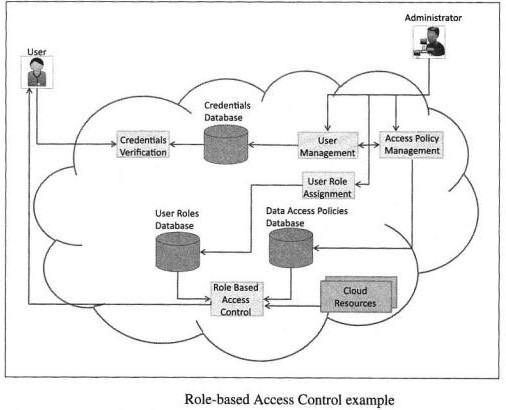 Administrator
User
Credentials
Database
Credentials
Verification
User
Management
Access Policy
Management
User Role
Assignment
User Roles
Database
Data Access Policies
Database
Role Based
Access
Control
Cloud
Resources
Role-based Access Control example